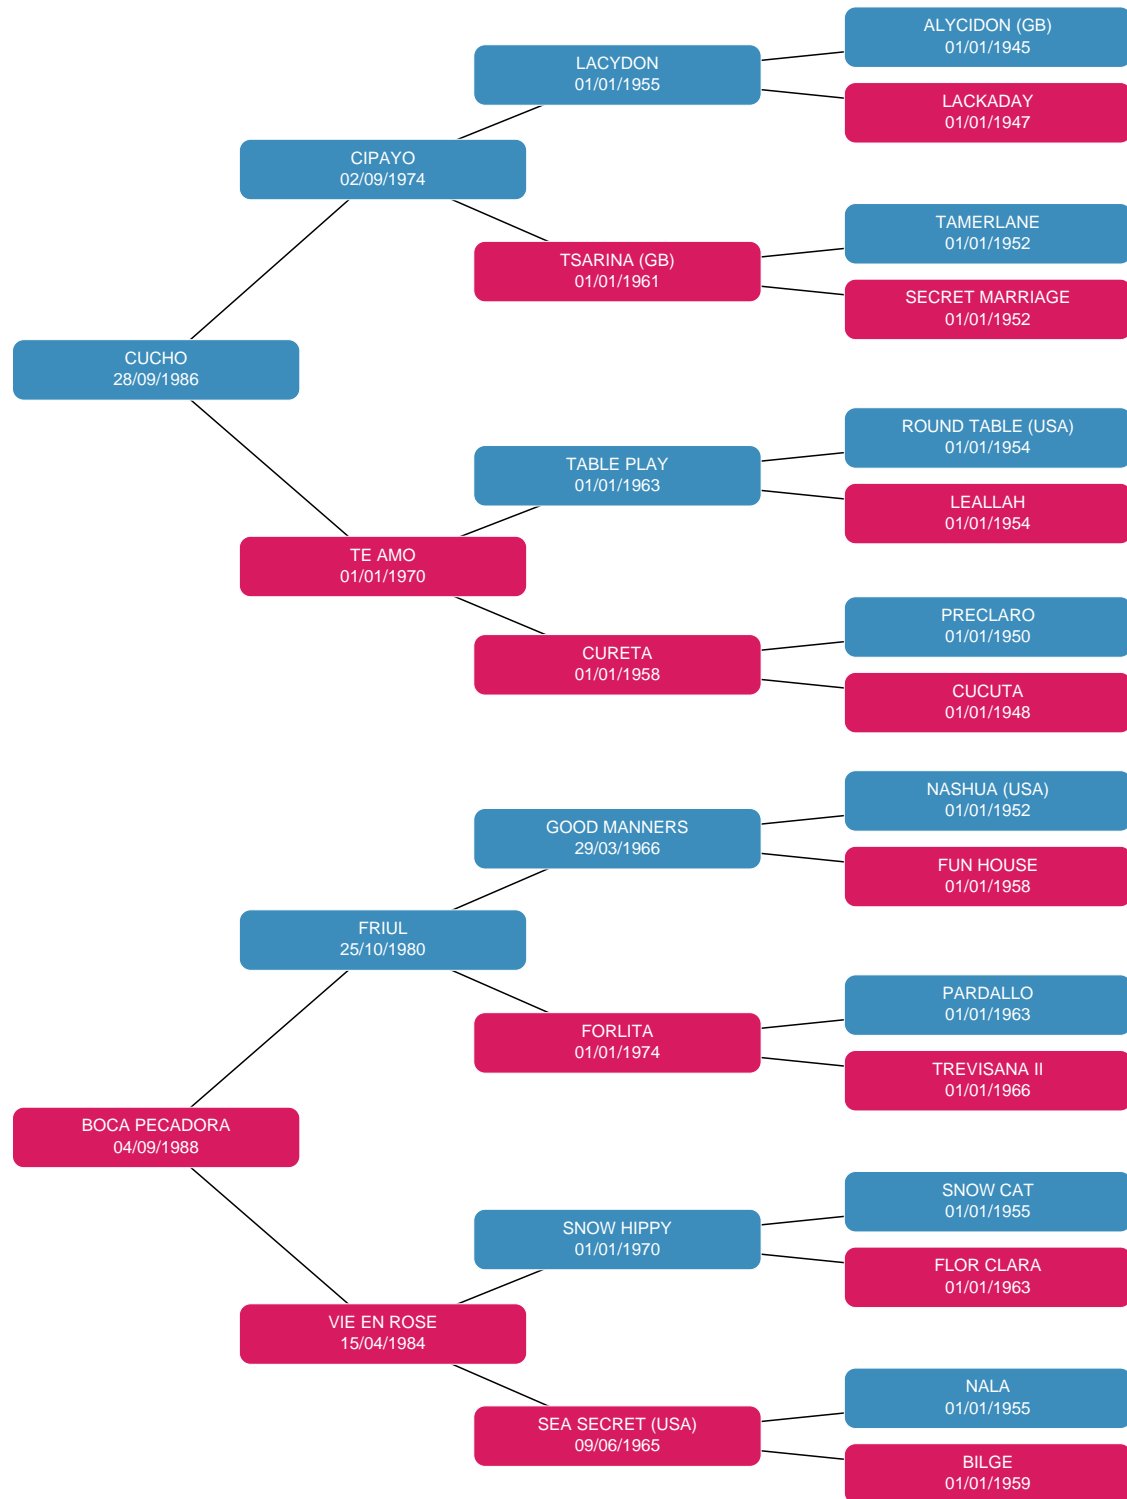 ALYCIDON (GB)
01/01/1945
LACYDON
01/01/1955
LACKADAY
01/01/1947
CIPAYO
02/09/1974
TAMERLANE
01/01/1952
TSARINA (GB)
01/01/1961
SECRET MARRIAGE
01/01/1952
CUCHO
28/09/1986
ROUND TABLE (USA)
01/01/1954
TABLE PLAY
01/01/1963
LEALLAH
01/01/1954
TE AMO
01/01/1970
PRECLARO
01/01/1950
CURETA
01/01/1958
CUCUTA
01/01/1948
NASHUA (USA)
01/01/1952
GOOD MANNERS
29/03/1966
FUN HOUSE
01/01/1958
FRIUL
25/10/1980
PARDALLO
01/01/1963
FORLITA
01/01/1974
TREVISANA II
01/01/1966
BOCA PECADORA
04/09/1988
SNOW CAT
01/01/1955
SNOW HIPPY
01/01/1970
FLOR CLARA
01/01/1963
VIE EN ROSE
15/04/1984
NALA
01/01/1955
SEA SECRET (USA)
09/06/1965
BILGE
01/01/1959